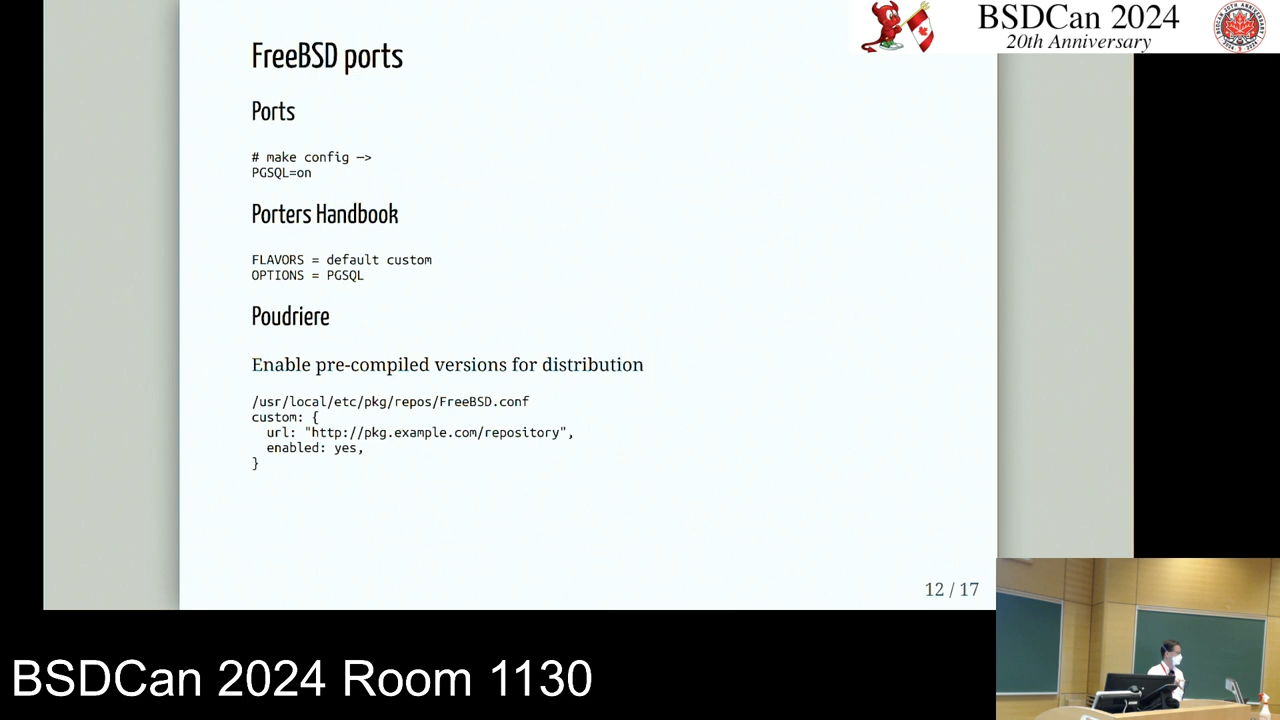 BSDCan 2024
20th Anniversary
FreeBSD ports
Ports
# make config —>
PGSQL=on
Porters Handbook
FLAVORS = default custom
OPTIONS = PGSQL
Poudriere
Enable pre-compiled versions for distribution
/usr/local/etc/pkg/repos/FreeBSD.conf
custom: {
url: "http://pkg.example.com/repository",
enabled: yes,
}
12 / 17
BSDCan 2024 Room 1130